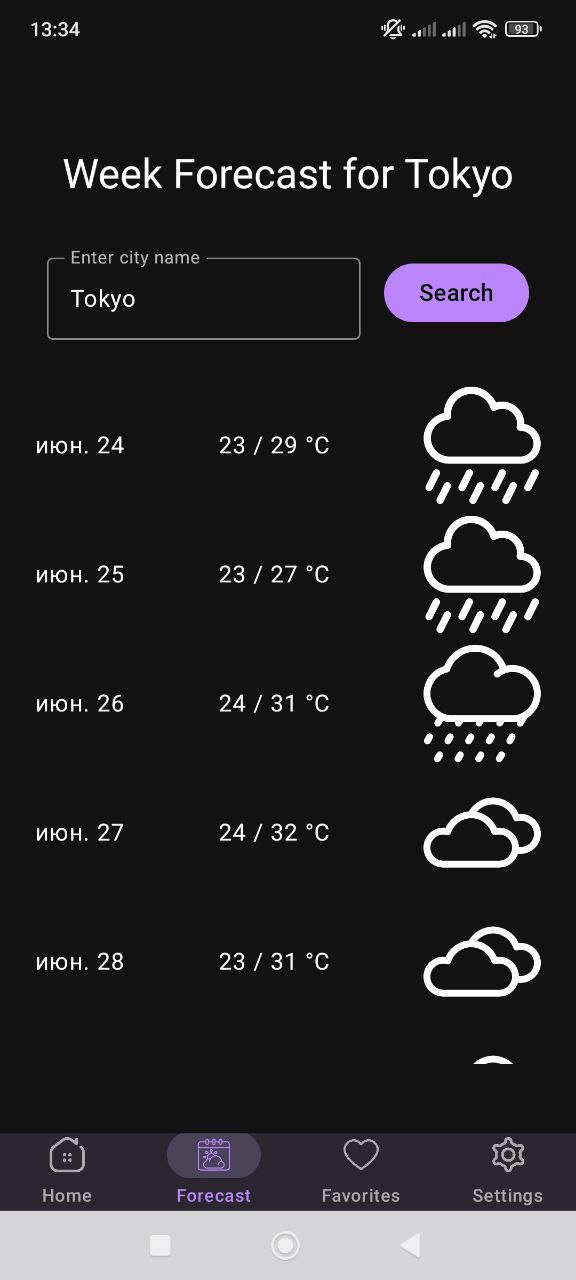 13:34
93
Week Forecast for Tokyo
Enter city name
Tokyo
Search
июн. 24 23 / 29 °C
июн. 25 23 / 27 °C
июн. 26 24 / 31 °C
июн. 27 24 / 32 °C
июн. 28 23 / 31 °C
Home Forecast Favorites Settings